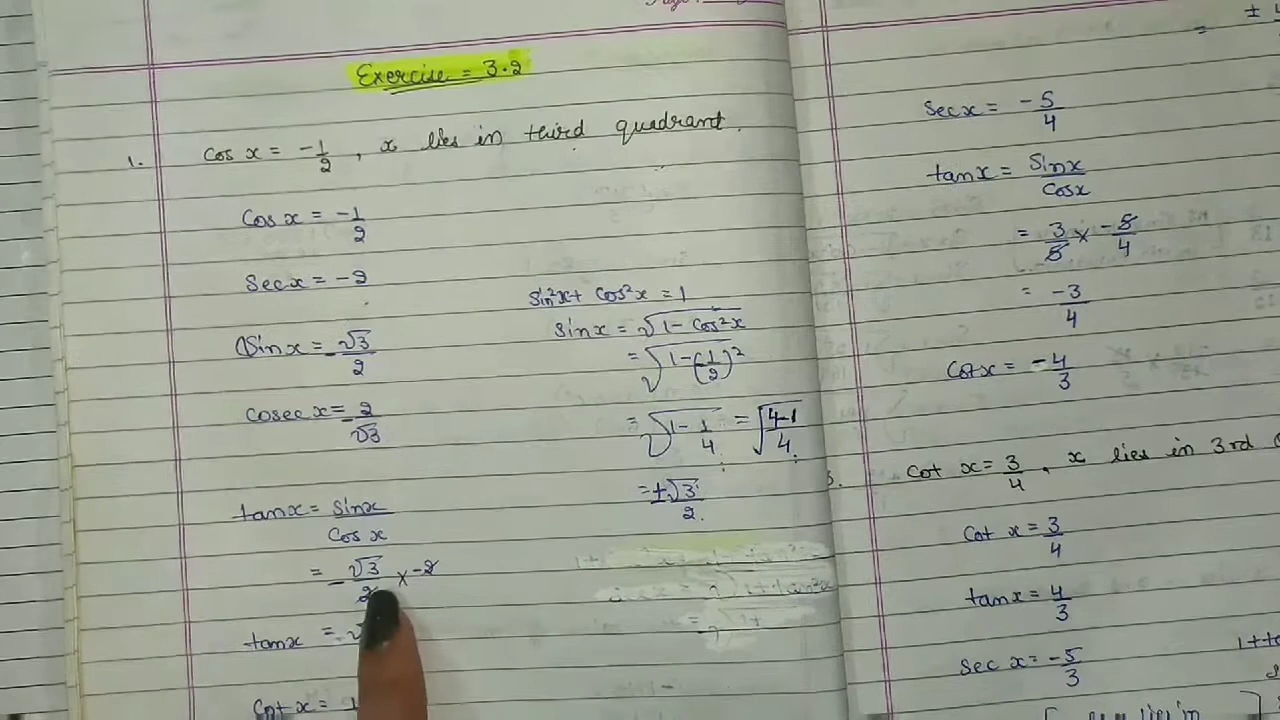 Exercise = 3.2
1. Cos x = -1/2 , x lies in third quadrant.
Cos x = -1/2
Sec x = -2
Sin x = -√3/2
Cosec x = -2/√3
tan x = sin x / Cos x
= -√3/2 × -2
tan x =
Cot x = 1
sin²x + cos²x = 1
sin x = √1 - Cos²x
= √1-(-1/2)²
= √1-1/4 = √4-1/4
= ±√3/2.
Sec x = -5/4
tan x = Sin x / Cos x
= 3/5 × -5/4
= -3/4
Cot x = -4/3
3. Cot x = 3/4 , x lies in 3rd
Cot x = 3/4
tan x = 4/3
Sec x = -5/3
lies in